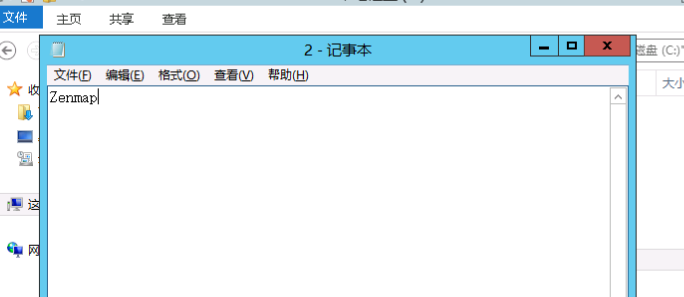 文件 主页 共享 查看
2 - 记事本
文件(F) 编辑(E) 格式(O) 查看(V) 帮助(H)
Zenmap
收
这
网
盘 (C:)
大小